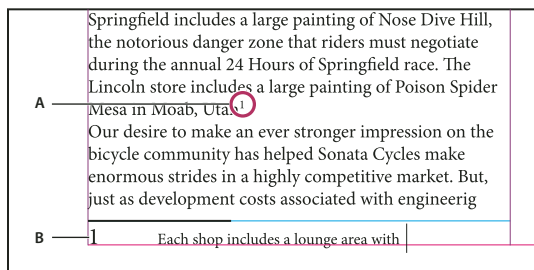 Springfield includes a large painting of Nose Dive Hill,
the notorious danger zone that riders must negotiate
during the annual 24 Hours of Springfield race. The
Lincoln store includes a large painting of Poison Spider
A Mesa in Moab, Utah1
Our desire to make an ever stronger impression on the
bicycle community has helped Sonata Cycles make
enormous strides in a highly competitive market. But,
just as development costs associated with engineerig
B 1 Each shop includes a lounge area with